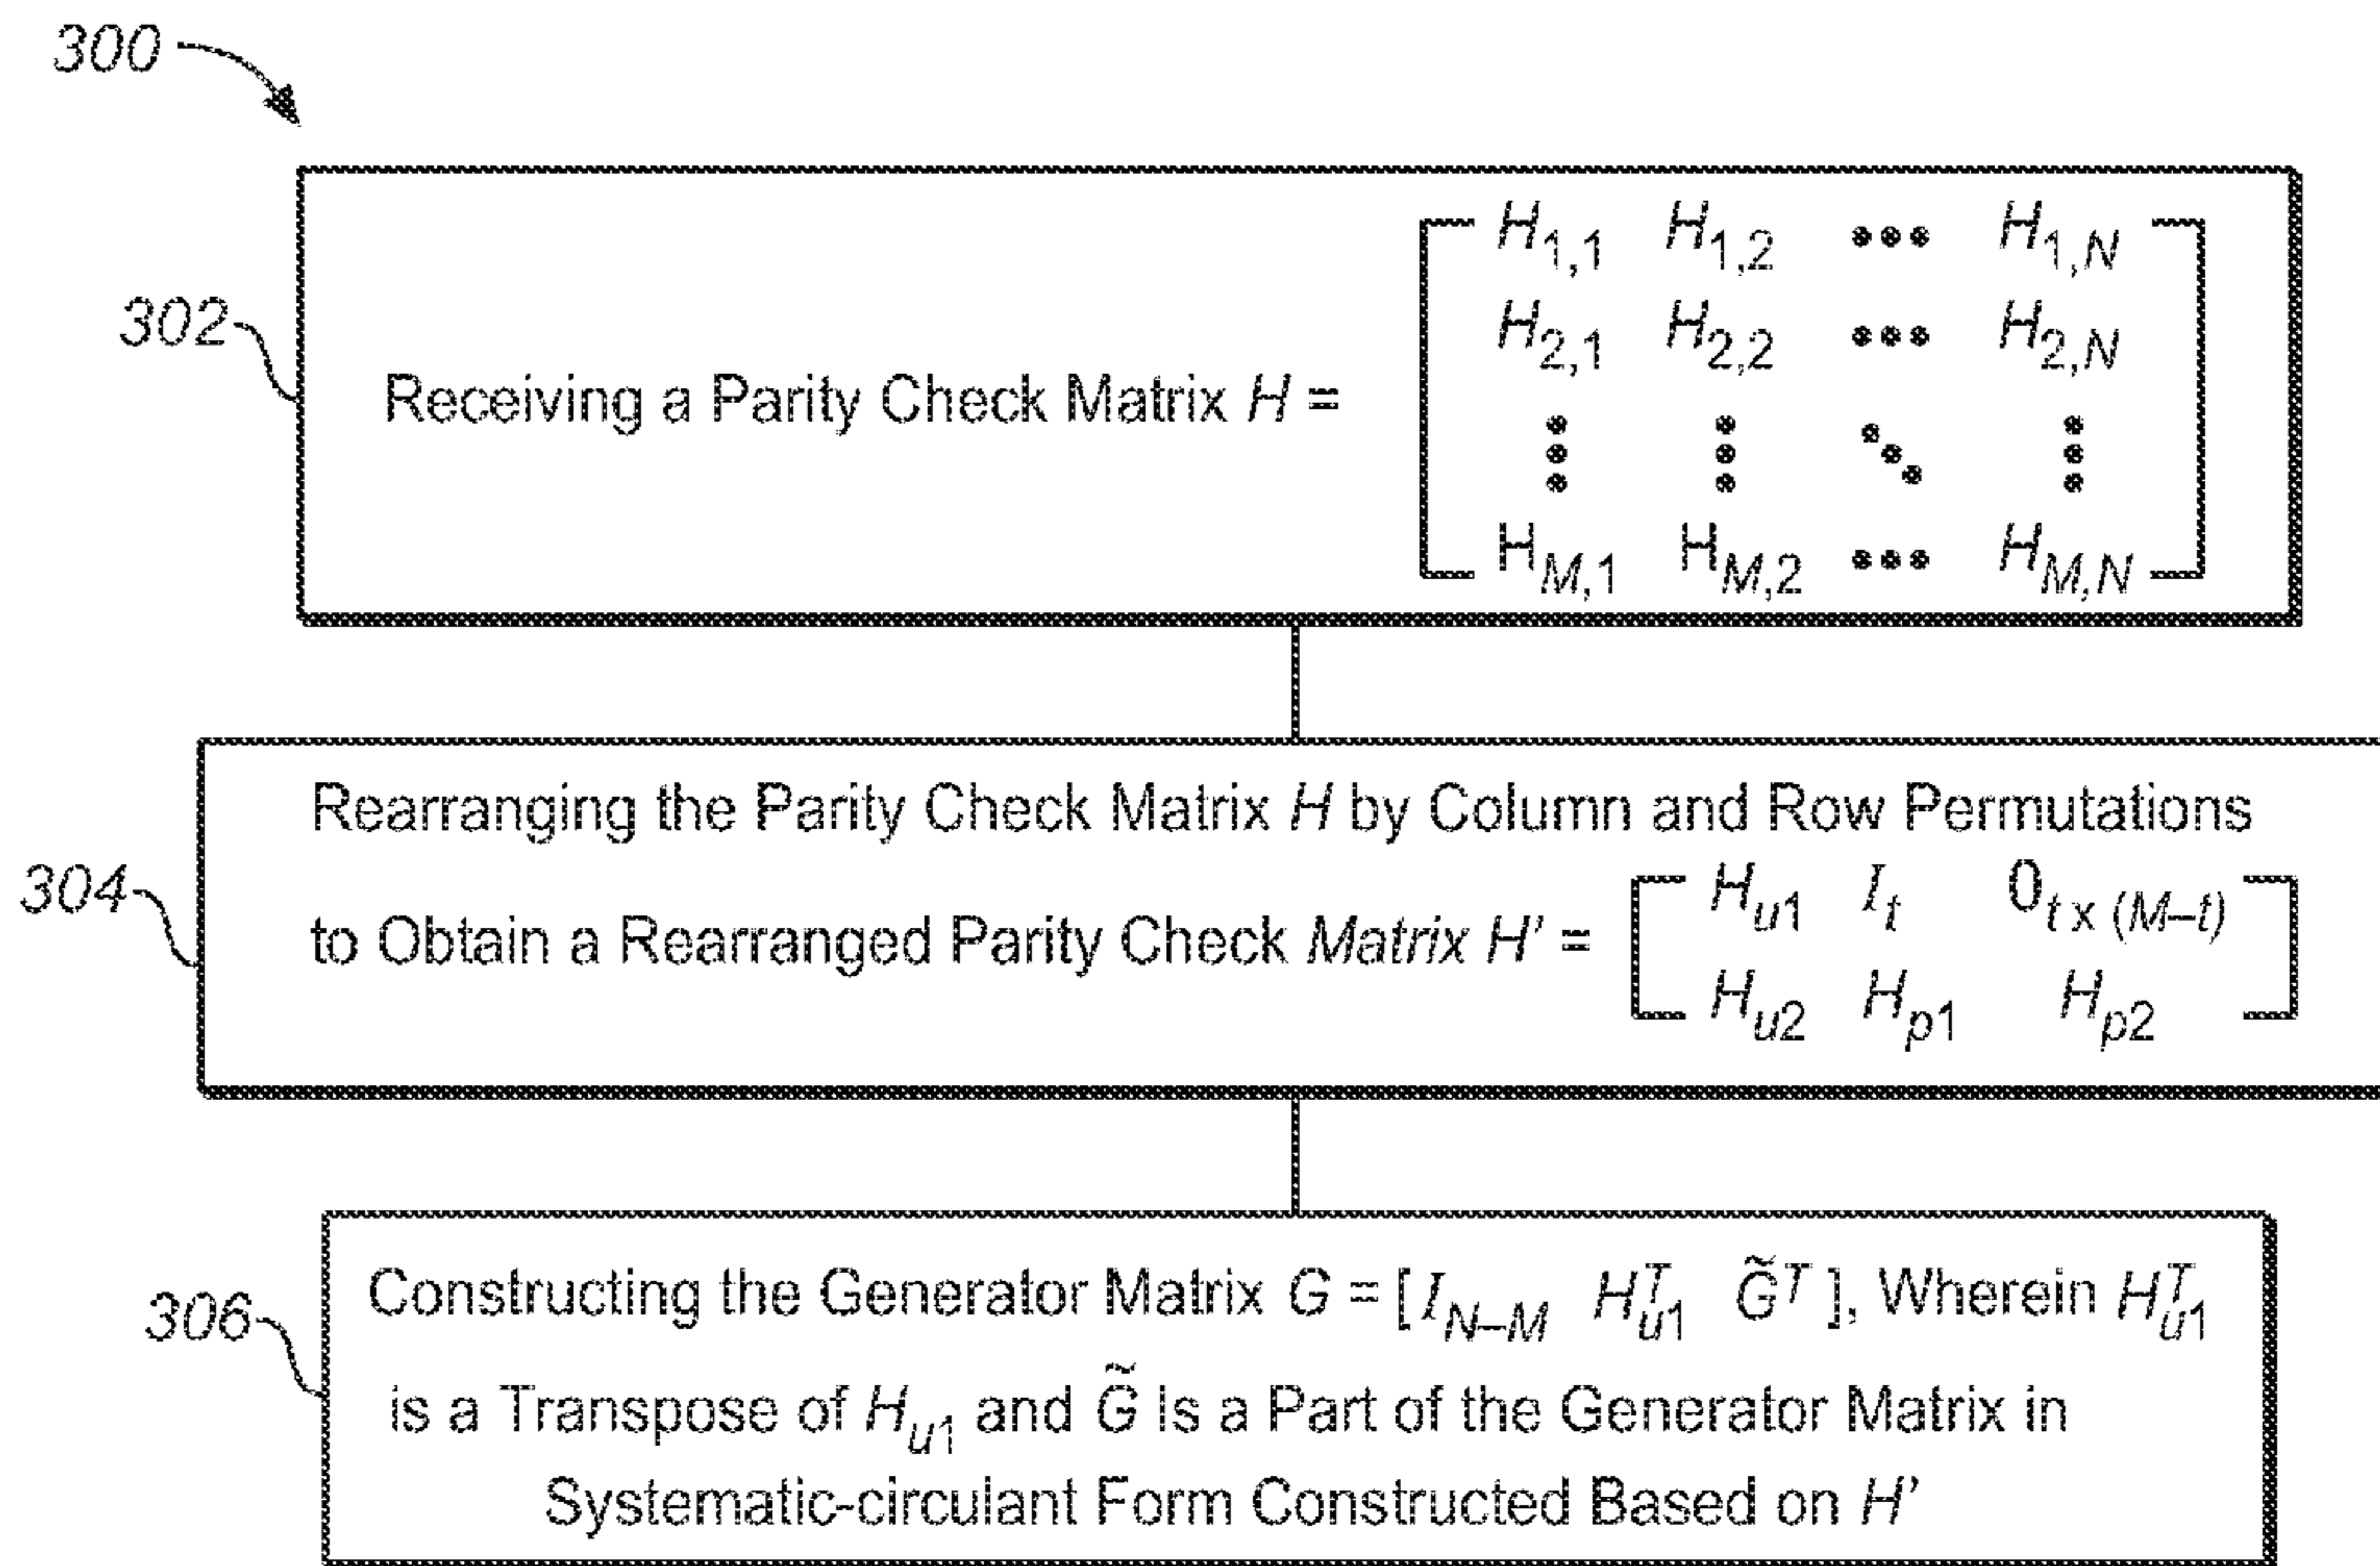 300
302
Receiving a Parity Check Matrix H = [ H1,1 H1,2 ••• H1,N
H2,1 H2,2 ••• H2,N
⋮ ⋮ ⋱ ⋮
HM,1 HM,2 ••• HM,N ]
304
Rearranging the Parity Check Matrix H by Column and Row Permutations
to Obtain a Rearranged Parity Check Matrix H' = [ Hu1 It 0t x (M–t)
Hu2 Hp1 Hp2 ]
306
Constructing the Generator Matrix G = [ IN–M H^T_u1 G̃^T ], Wherein H^T_u1
is a Transpose of Hu1 and G̃ Is a Part of the Generator Matrix in
Systematic-circulant Form Constructed Based on H'